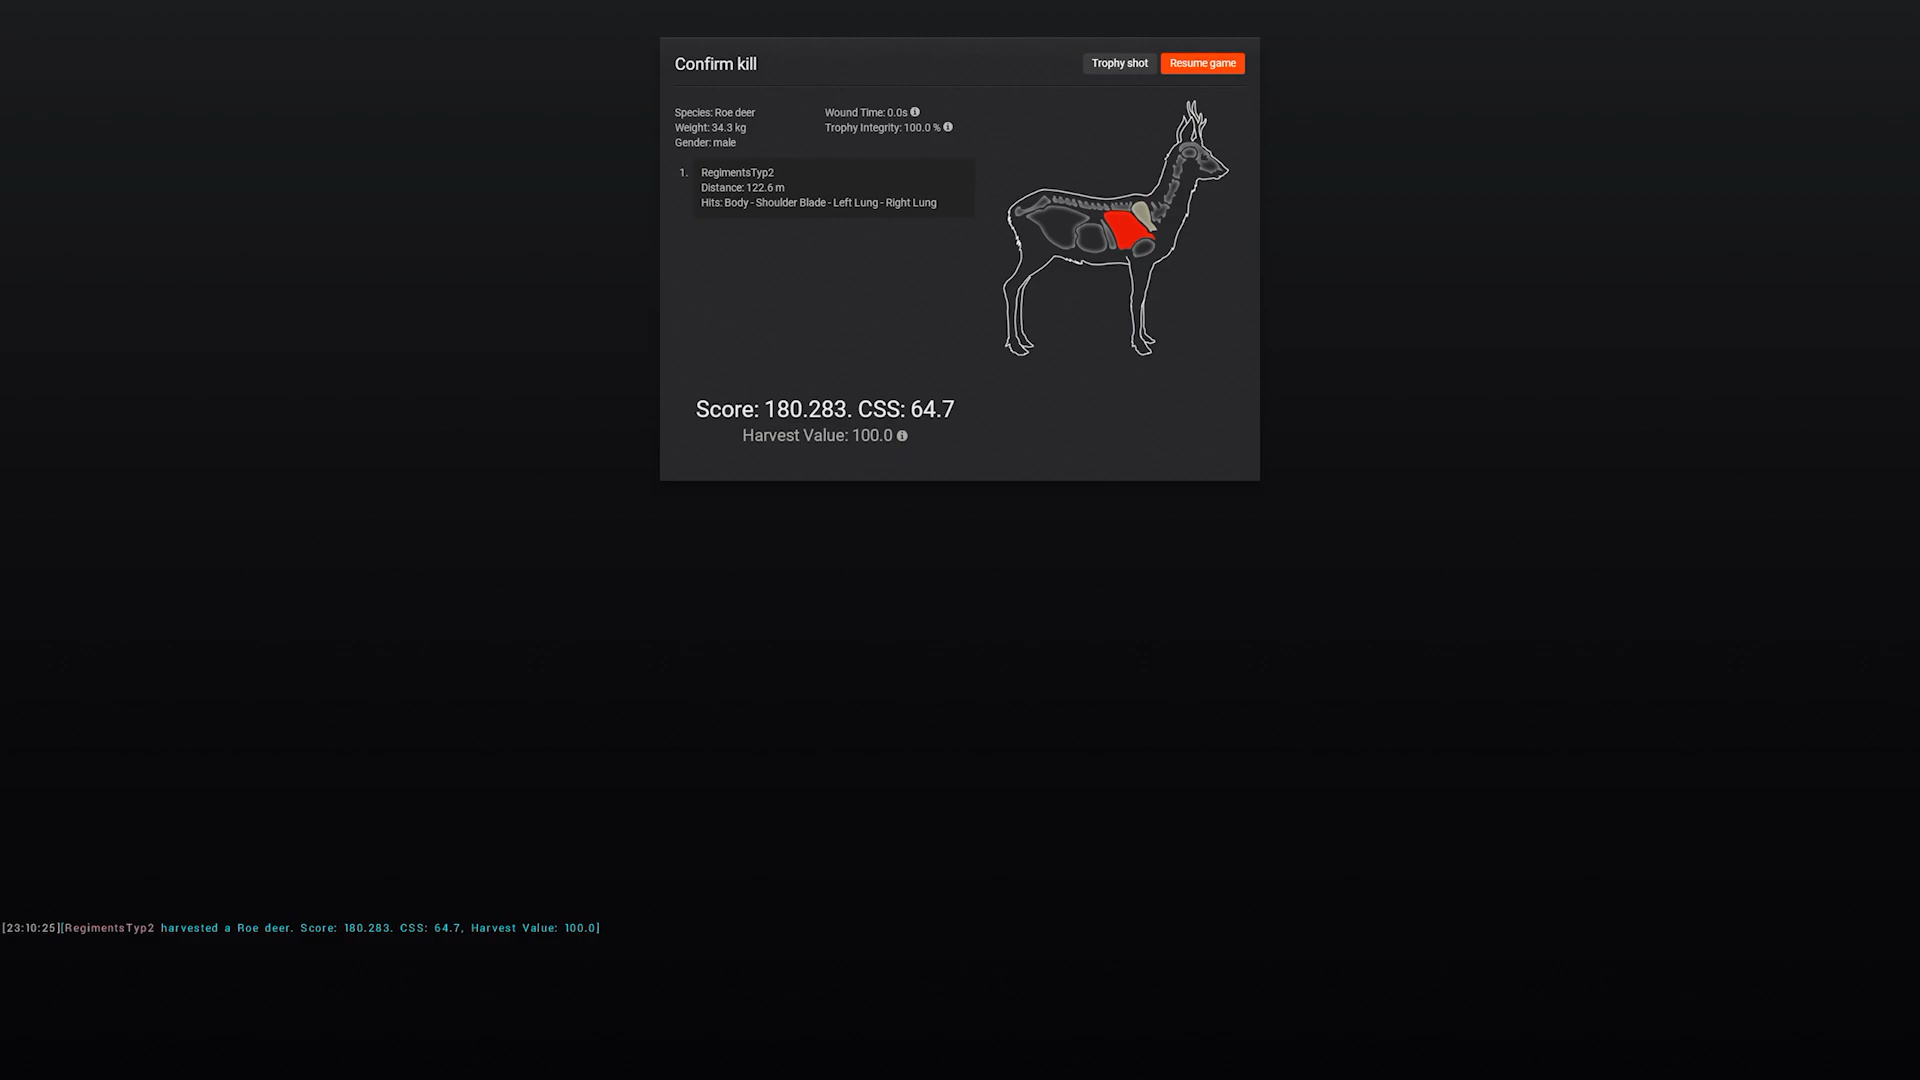 Confirm kill
Trophy shot
Resume game
Species: Roe deer
Weight: 34.3 kg
Gender: male
Wound Time: 0.0s
Trophy Integrity: 100.0 %
1.
RegimentsTyp2
Distance: 122.6 m
Hits: Body - Shoulder Blade - Left Lung - Right Lung
Score: 180.283. CSS: 64.7
Harvest Value: 100.0
[23:10:25][RegimentsTyp2 harvested a Roe deer. Score: 180.283. CSS: 64.7, Harvest Value: 100.0]